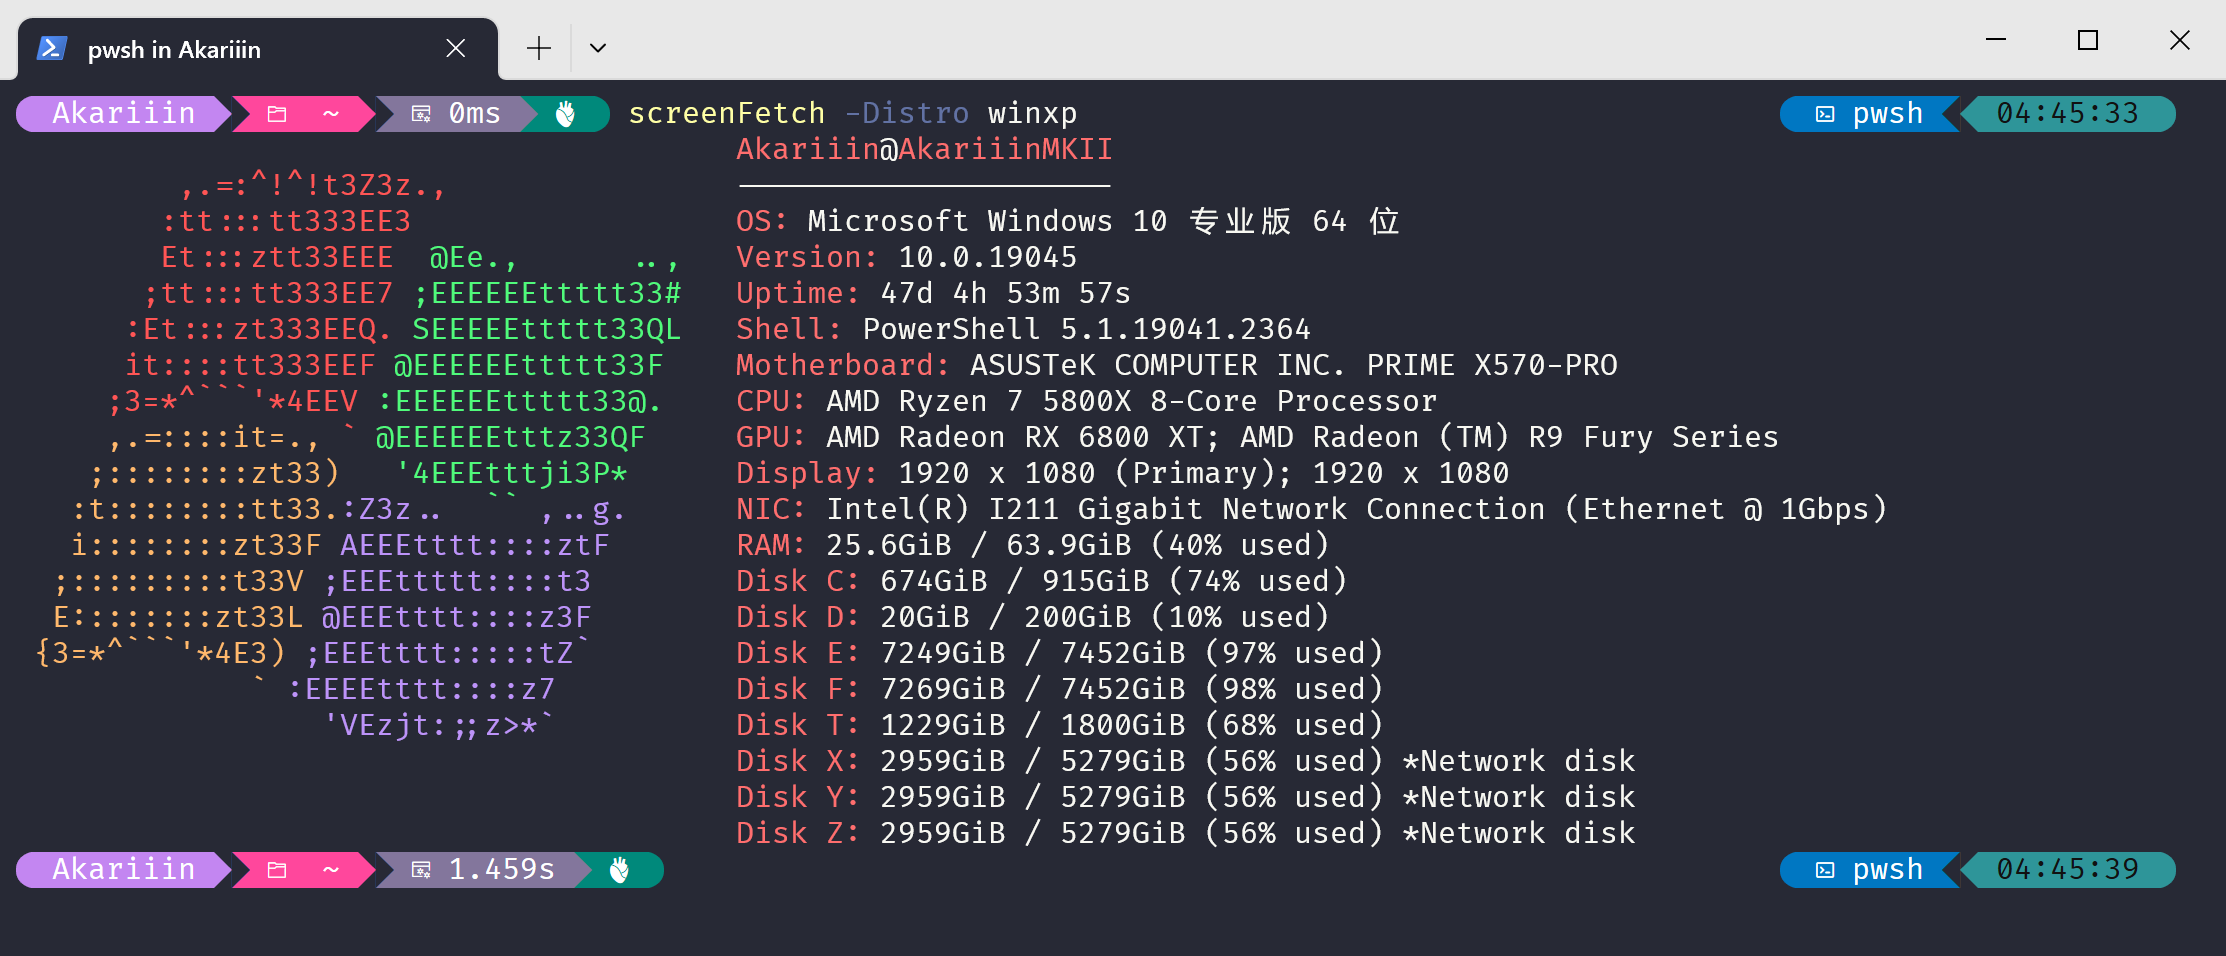 pwsh in Akariiin
Akariiin ~ 0ms screenFetch -Distro winxp pwsh 04:45:33
Akariiin@AkariiinMKII
-----------------------
,.=:^!^!t3Z3z.,
:tt:::tt333EE3 OS: Microsoft Windows 10 专业版 64 位
Et:::ztt33EEE @Ee., .., Version: 10.0.19045
;tt:::tt333EE7 ;EEEEEEttttt33# Uptime: 47d 4h 53m 57s
:Et:::zt333EEQ. SEEEEEttttt33QL Shell: PowerShell 5.1.19041.2364
it::::tt333EEF @EEEEEEttttt33F Motherboard: ASUSTeK COMPUTER INC. PRIME X570-PRO
;3=*^```'*4EEV :EEEEEEttttt33@. CPU: AMD Ryzen 7 5800X 8-Core Processor
,.=::::it=., ` @EEEEEEtttz33QF GPU: AMD Radeon RX 6800 XT; AMD Radeon (TM) R9 Fury Series
;::::::::zt33) '4EEEtttji3P* Display: 1920 x 1080 (Primary); 1920 x 1080
:t::::::::tt33.:Z3z.. `` ,..g. NIC: Intel(R) I211 Gigabit Network Connection (Ethernet @ 1Gbps)
i::::::::zt33F AEEEtttt::::ztF RAM: 25.6GiB / 63.9GiB (40% used)
;:::::::::t33V ;EEEttttt::::t3 Disk C: 674GiB / 915GiB (74% used)
E::::::::zt33L @EEEtttt::::z3F Disk D: 20GiB / 200GiB (10% used)
{3=*^```'*4E3) ;EEEtttt:::::tZ` Disk E: 7249GiB / 7452GiB (97% used)
` :EEEEtttt::::z7 Disk F: 7269GiB / 7452GiB (98% used)
'VEzjt:;;z>*` Disk T: 1229GiB / 1800GiB (68% used)
Disk X: 2959GiB / 5279GiB (56% used) *Network disk
Disk Y: 2959GiB / 5279GiB (56% used) *Network disk
Disk Z: 2959GiB / 5279GiB (56% used) *Network disk
Akariiin ~ 1.459s pwsh 04:45:39